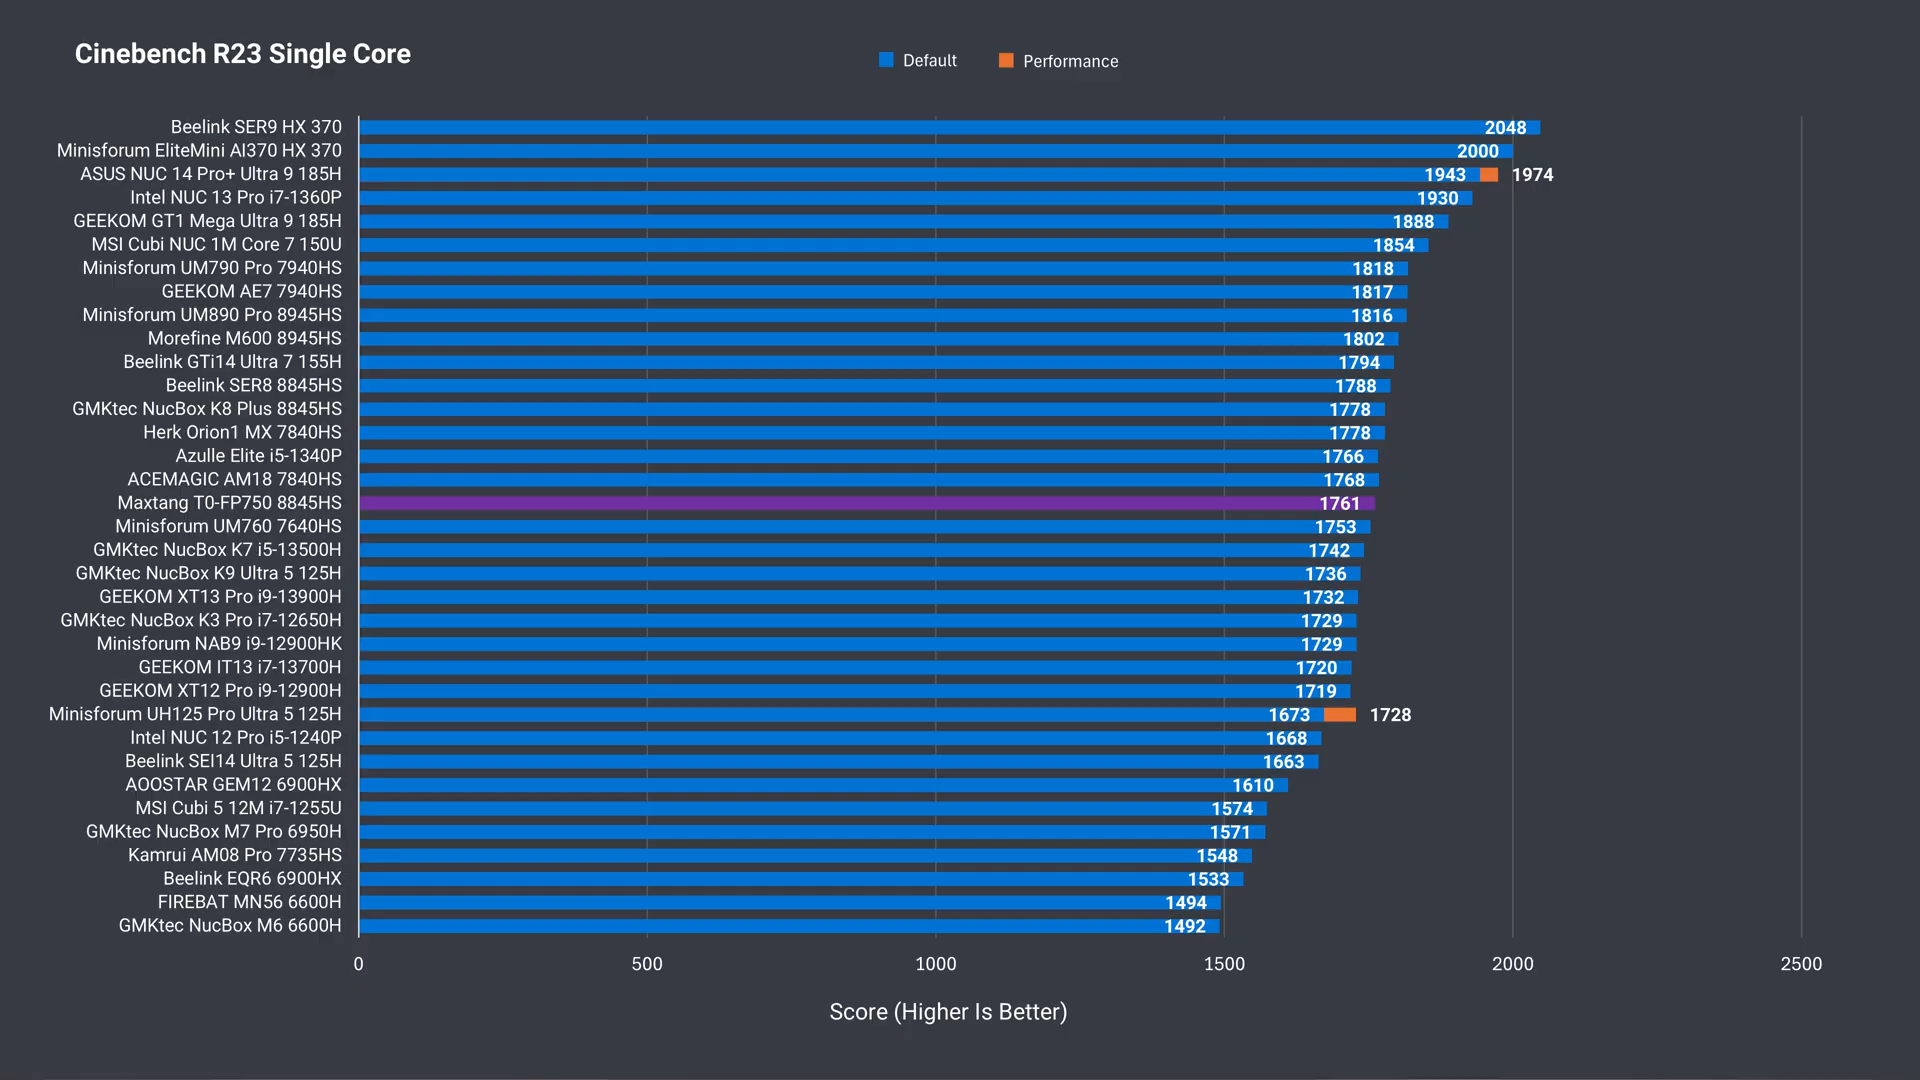 Cinebench R23 Single Core
Default Performance
Beelink SER9 HX 370 2048
Minisforum EliteMini AI370 HX 370 2000
ASUS NUC 14 Pro+ Ultra 9 185H 1943 1974
Intel NUC 13 Pro i7-1360P 1930
GEEKOM GT1 Mega Ultra 9 185H 1888
MSI Cubi NUC 1M Core 7 150U 1854
Minisforum UM790 Pro 7940HS 1818
GEEKOM AE7 7940HS 1817
Minisforum UM890 Pro 8945HS 1816
Morefine M600 8945HS 1802
Beelink GTi14 Ultra 7 155H 1794
Beelink SER8 8845HS 1788
GMKtec NucBox K8 Plus 8845HS 1778
Herk Orion1 MX 7840HS 1778
Azulle Elite i5-1340P 1766
ACEMAGIC AM18 7840HS 1768
Maxtang T0-FP750 8845HS 1761
Minisforum UM760 7640HS 1753
GMKtec NucBox K7 i5-13500H 1742
GMKtec NucBox K9 Ultra 5 125H 1736
GEEKOM XT13 Pro i9-13900H 1732
GMKtec NucBox K3 Pro i7-12650H 1729
Minisforum NAB9 i9-12900HK 1729
GEEKOM IT13 i7-13700H 1720
GEEKOM XT12 Pro i9-12900H 1719
Minisforum UH125 Pro Ultra 5 125H 1673 1728
Intel NUC 12 Pro i5-1240P 1668
Beelink SEI14 Ultra 5 125H 1663
AOOSTAR GEM12 6900HX 1610
MSI Cubi 5 12M i7-1255U 1574
GMKtec NucBox M7 Pro 6950H 1571
Kamrui AM08 Pro 7735HS 1548
Beelink EQR6 6900HX 1533
FIREBAT MN56 6600H 1494
GMKtec NucBox M6 6600H 1492
0 500 1000 1500 2000 2500
Score (Higher Is Better)